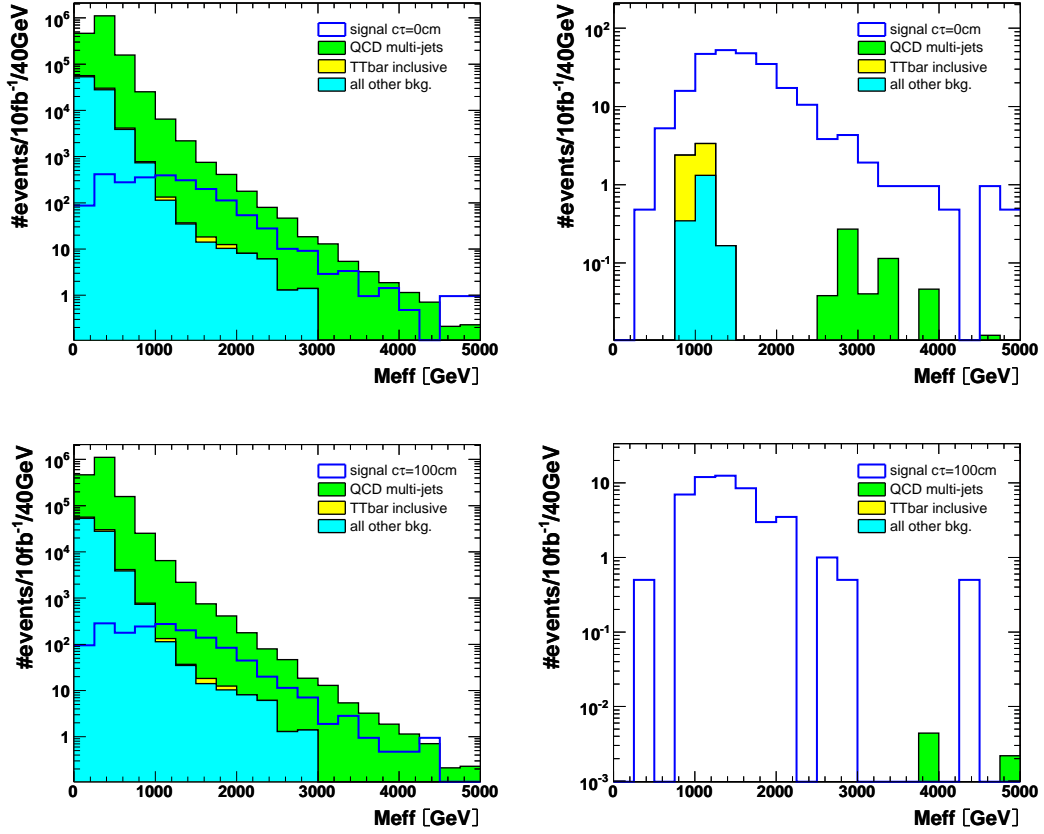 #events/10fb⁻¹/40GeV
10⁶
10⁵
10⁴
10³
10²
10
1
signal cτ=0cm
QCD multi-jets
TTbar inclusive
all other bkg.
0 1000 2000 3000 4000 5000
Meff [GeV]
#events/10fb⁻¹/40GeV
10²
10
1
10⁻¹
signal cτ=0cm
QCD multi-jets
TTbar inclusive
all other bkg.
0 1000 2000 3000 4000 5000
Meff [GeV]
#events/10fb⁻¹/40GeV
10⁶
10⁵
10⁴
10³
10²
10
1
signal cτ=100cm
QCD multi-jets
TTbar inclusive
all other bkg.
0 1000 2000 3000 4000 5000
Meff [GeV]
#events/10fb⁻¹/40GeV
10
1
10⁻¹
10⁻²
10⁻³
signal cτ=100cm
QCD multi-jets
TTbar inclusive
all other bkg.
0 1000 2000 3000 4000 5000
Meff [GeV]